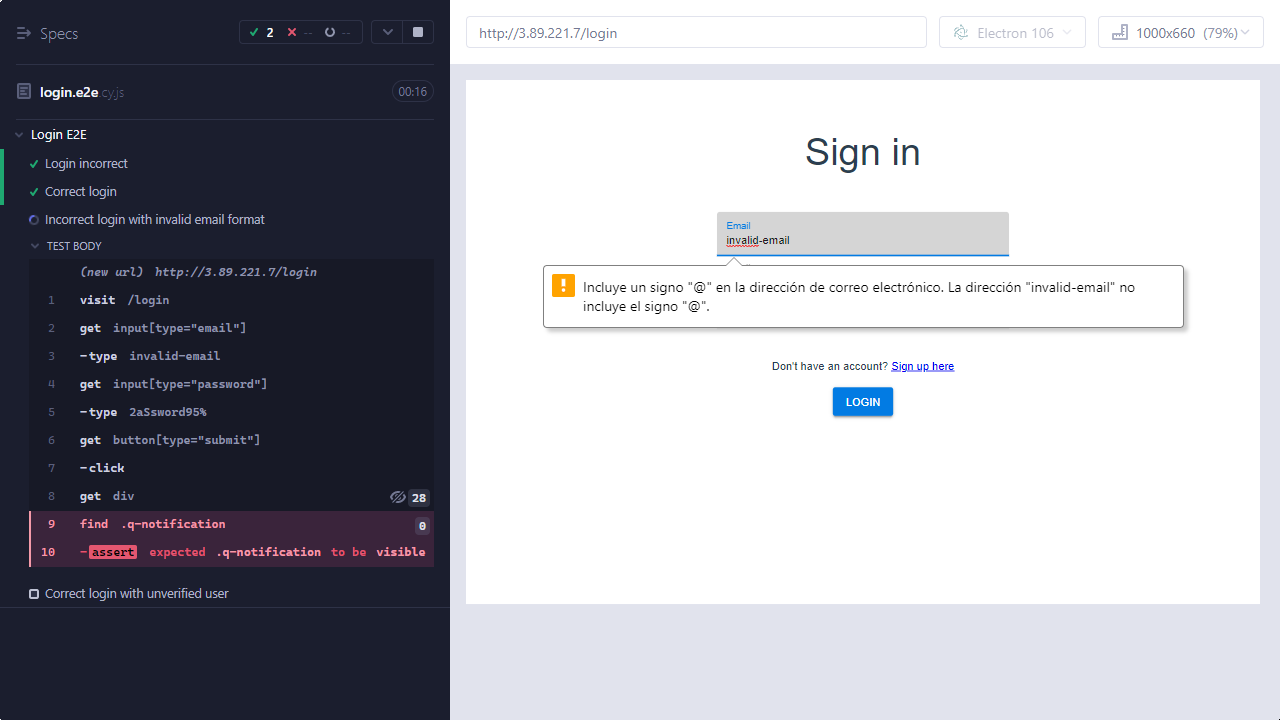 Specs
2
--
--
login.e2e.cy.js
00:16
Login E2E
Login incorrect
Correct login
Incorrect login with invalid email format
TEST BODY
(new url) http://3.89.221.7/login
1 visit /login
2 get input[type="email"]
3 -type invalid-email
4 get input[type="password"]
5 -type 2aSsword95%
6 get button[type="submit"]
7 -click
8 get div 28
9 find .q-notification 0
10 -assert expected .q-notification to be visible
Correct login with unverified user
http://3.89.221.7/login
Electron 106
1000x660 (79%)
Sign in
Email
invalid-email
Incluye un signo "@" en la dirección de correo electrónico. La dirección "invalid-email" no
incluye el signo "@".
Don't have an account? Sign up here
LOGIN